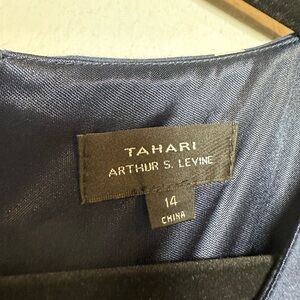 TAHARI
ARTHUR S. LEVINE
14
CHINA